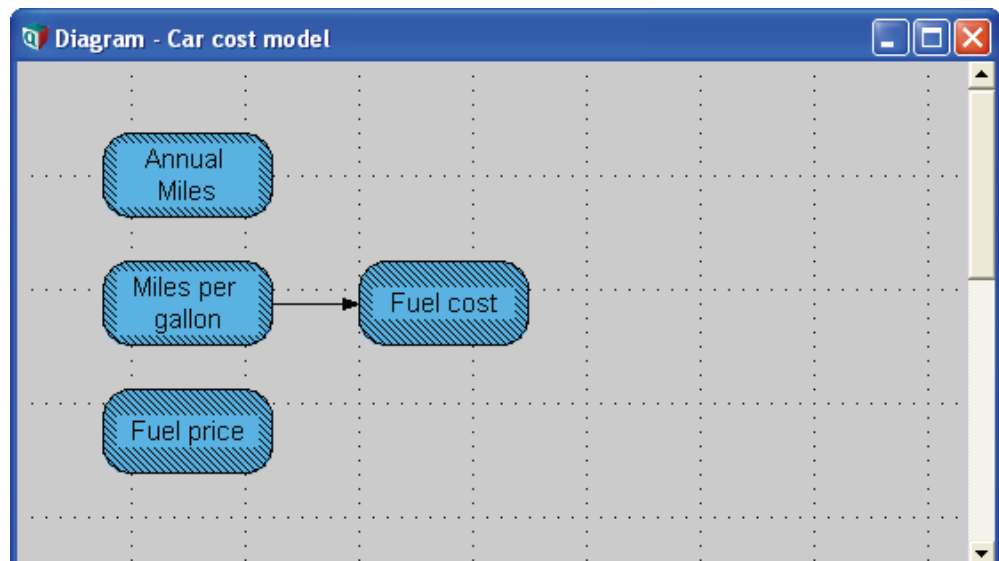 Diagram - Car cost model
Annual
Miles
Miles per
gallon
Fuel cost
Fuel price